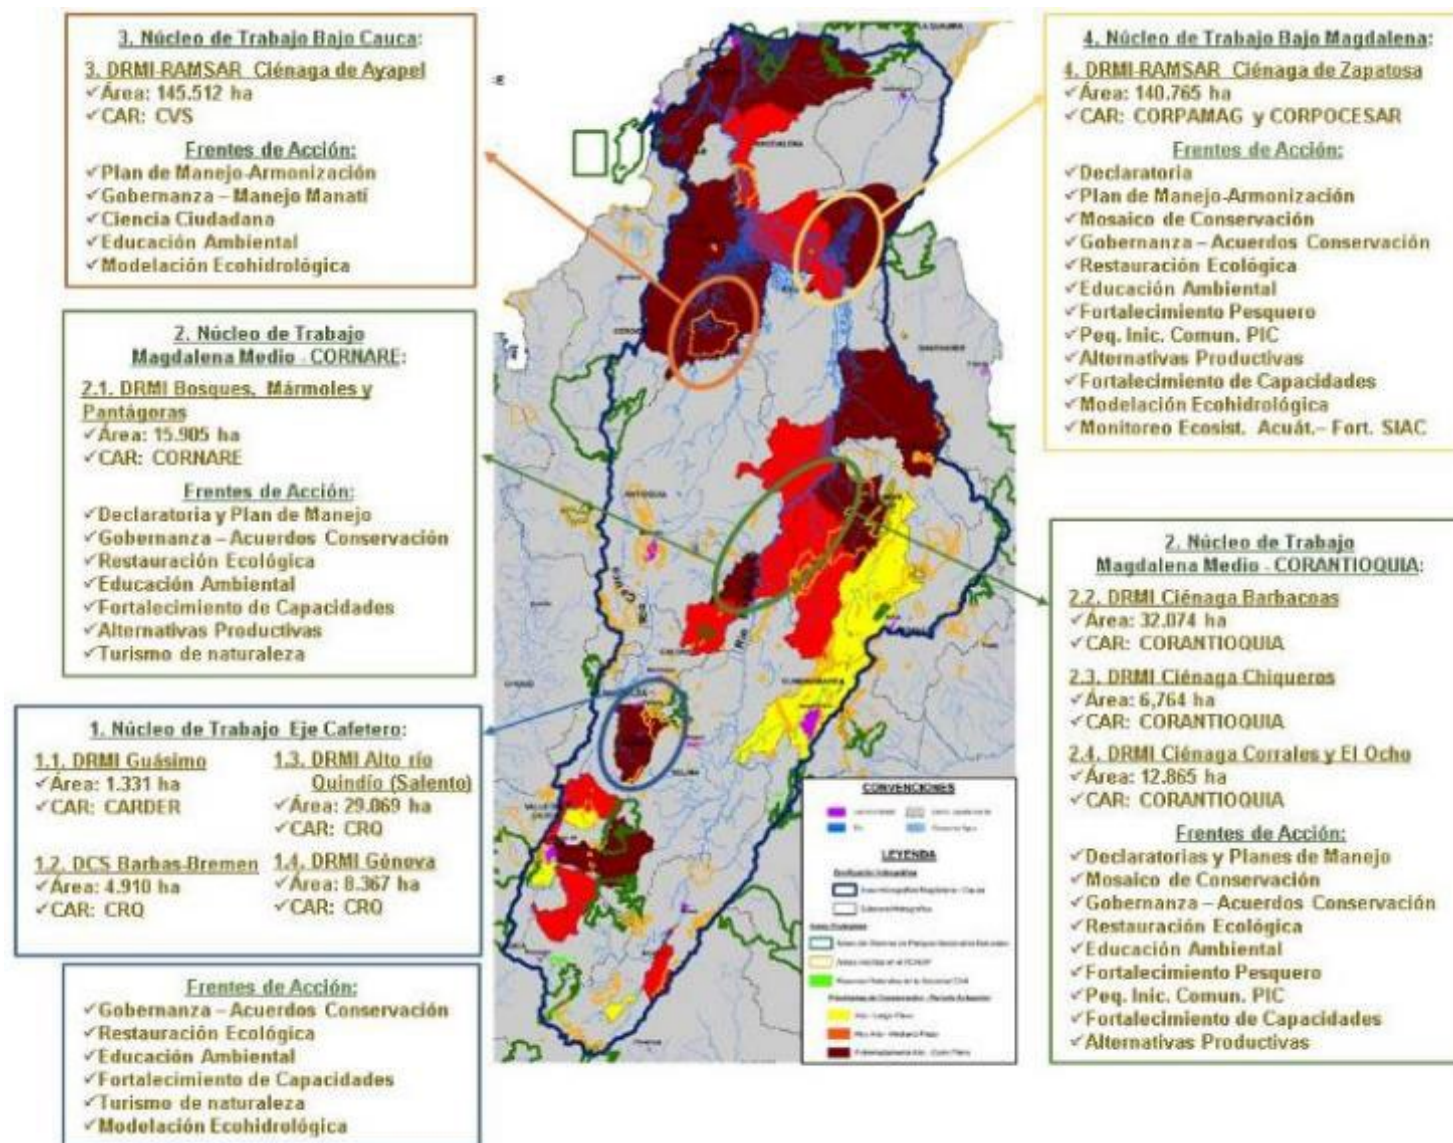 3. Núcleo de Trabajo Bajo Cauca:
3. DRMI-RAMSAR Ciénaga de Ayapel
✓Área: 145.512 ha
✓CAR: CVS
Frentes de Acción:
✓Plan de Manejo-Armonización
✓Gobernanza – Manejo Manatí
✓Ciencia Ciudadana
✓Educación Ambiental
✓Modelación Ecohidrológica
2. Núcleo de Trabajo
Magdalena Medio - CORNARE:
2.1. DRMI Bosques, Mármoles y
Pantágoras
✓Área: 15.905 ha
✓CAR: CORNARE
Frentes de Acción:
✓Declaratoria y Plan de Manejo
✓Gobernanza – Acuerdos Conservación
✓Restauración Ecológica
✓Educación Ambiental
✓Fortalecimiento de Capacidades
✓Alternativas Productivas
✓Turismo de naturaleza
1. Núcleo de Trabajo Eje Cafetero:
1.1. DRMI Guásimo
✓Área: 1.331 ha
✓CAR: CARDER
1.2. DCS Barbas-Bremen
✓Área: 4.910 ha
✓CAR: CRQ
1.3. DRMI Alto río
Quindío (Salento)
✓Área: 29.069 ha
✓CAR: CRQ
1.4. DRMI Génova
✓Área: 8.367 ha
✓CAR: CRQ
Frentes de Acción:
✓Gobernanza – Acuerdos Conservación
✓Restauración Ecológica
✓Educación Ambiental
✓Fortalecimiento de Capacidades
✓Turismo de naturaleza
✓Modelación Ecohidrológica
MAGDALENA
SANTANDER
ANTIOQUIA
Cauca
Río
Río
TOLIMA
CONVENCIONES
LEYENDA
4. Núcleo de Trabajo Bajo Magdalena:
4. DRMI-RAMSAR Ciénaga de Zapatosa
✓Área: 140.765 ha
✓CAR: CORPAMAG y CORPOCESAR
Frentes de Acción:
✓Declaratoria
✓Plan de Manejo-Armonización
✓Mosaico de Conservación
✓Gobernanza – Acuerdos Conservación
✓Restauración Ecológica
✓Educación Ambiental
✓Fortalecimiento Pesquero
✓Peq. Inic. Comun. PIC
✓Alternativas Productivas
✓Fortalecimiento de Capacidades
✓Modelación Ecohidrológica
✓Monitoreo Ecosist. Acuát.– Fort. SIAC
2. Núcleo de Trabajo
Magdalena Medio - CORANTIOQUIA:
2.2. DRMI Ciénaga Barbacoas
✓Área: 32.074 ha
✓CAR: CORANTIOQUIA
2.3. DRMI Ciénaga Chiqueros
✓Área: 6,764 ha
✓CAR: CORANTIOQUIA
2.4. DRMI Ciénaga Corrales y El Ocho
✓Área: 12.865 ha
✓CAR: CORANTIOQUIA
Frentes de Acción:
✓Declaratorias y Planes de Manejo
✓Mosaico de Conservación
✓Gobernanza – Acuerdos Conservación
✓Restauración Ecológica
✓Educación Ambiental
✓Fortalecimiento Pesquero
✓Peq. Inic. Comun. PIC
✓Fortalecimiento de Capacidades
✓Alternativas Productivas